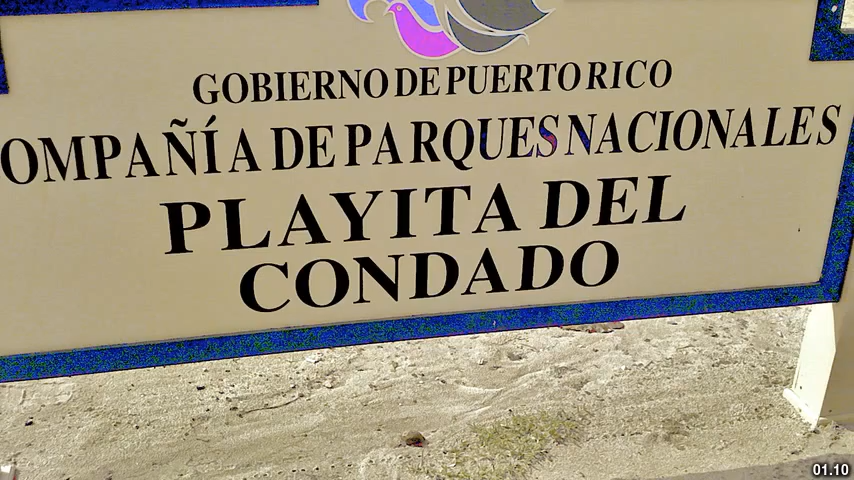 GOBIERNO DE PUERTO RICO
OMPAÑÍA DE PARQUES NACIONALES
PLAYITA DEL
CONDADO
01.10